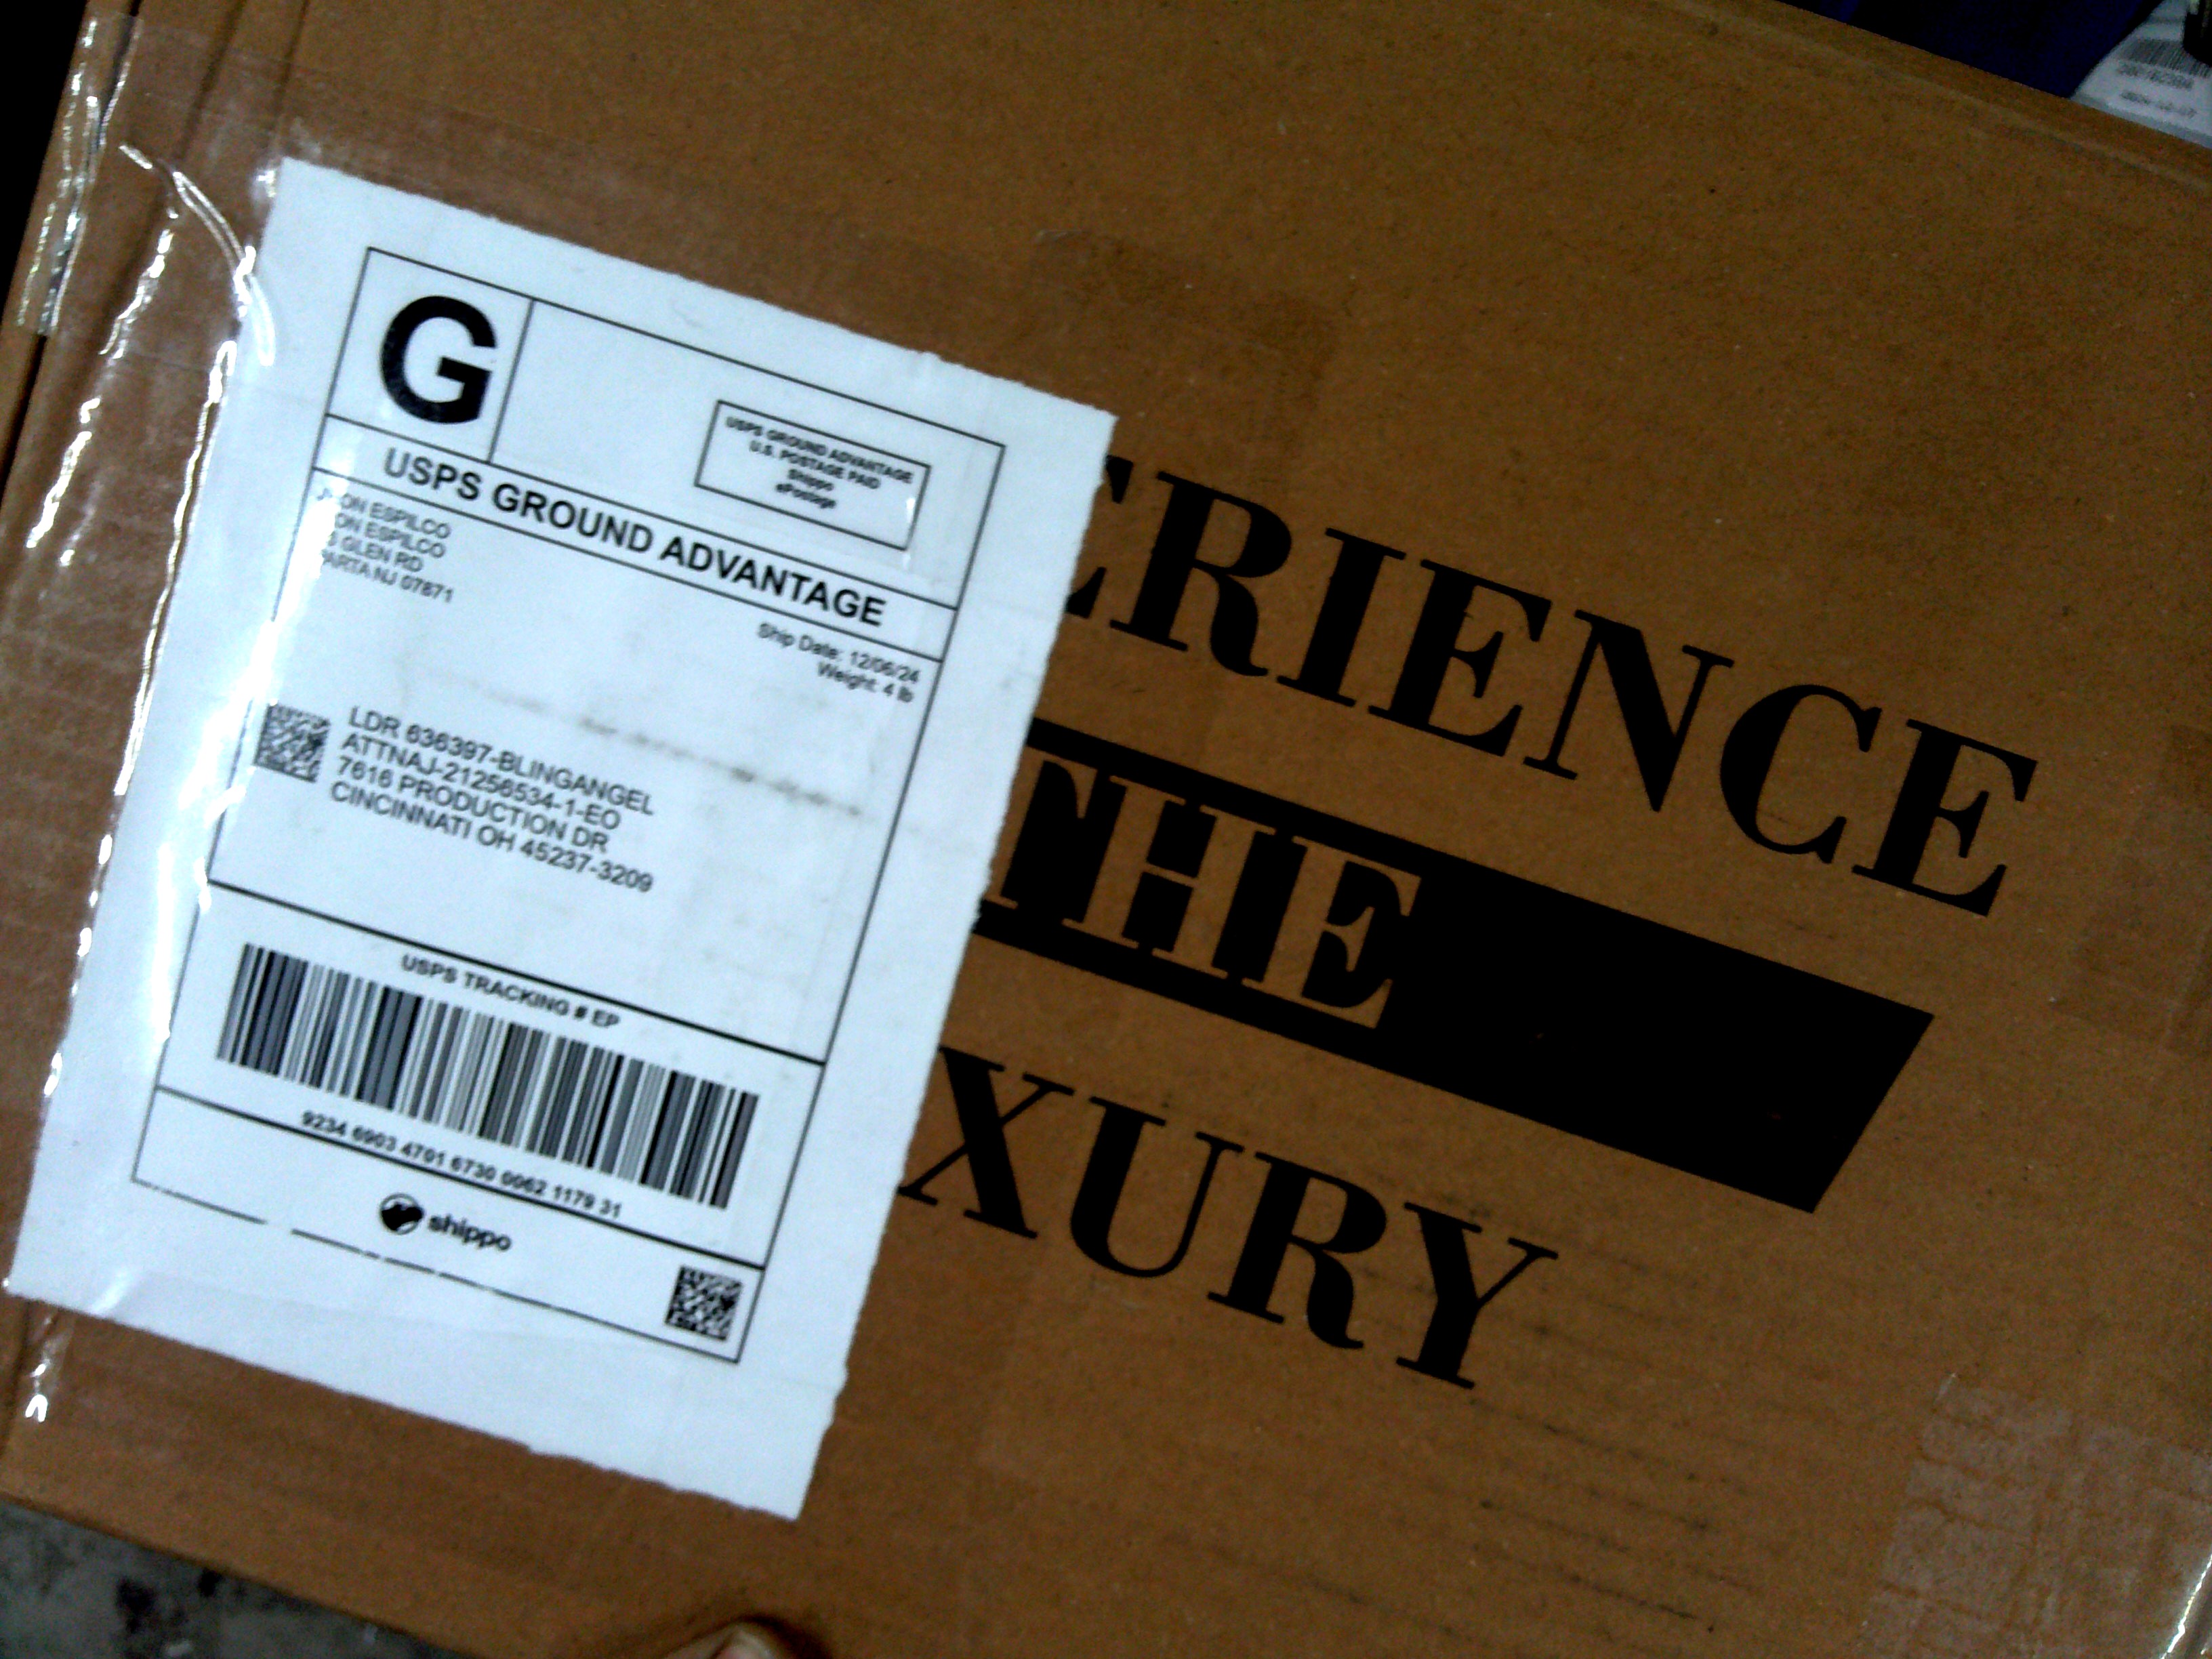 G
USPS GROUND ADVANTAGE
U.S. POSTAGE PAID
Shippo
ePostage
USPS GROUND ADVANTAGE
ON ESPILCO
ON ESPILCO
GLEN RD
ARTA NJ 07871
Ship Date: 12/06/24
Weight: 4 lb
LDR 636397-BLINGANGEL
ATTNAJ-21256534-1-EO
7616 PRODUCTION DR
CINCINNATI OH 45237-3209
USPS TRACKING # EP
9234 6903 4701 6730 0062 1179 31
shippo
ERIENCE
THE
XURY